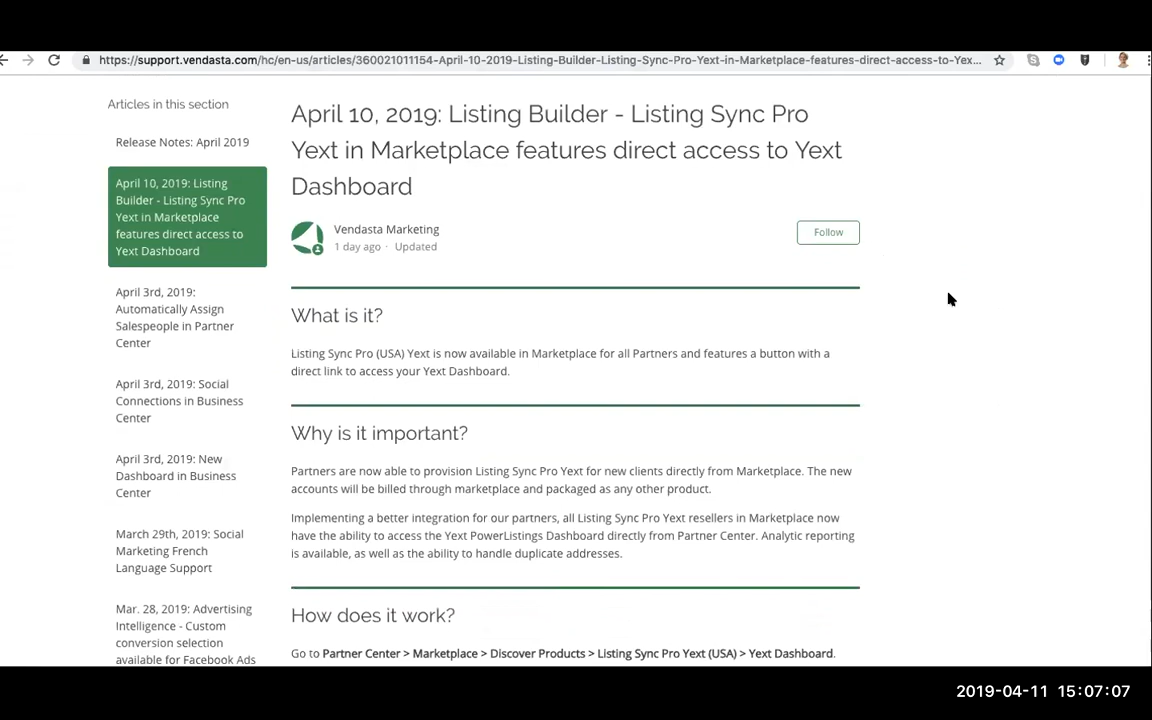 https://support.vendasta.com/hc/en-us/articles/360021011154-April-10-2019-Listing-Builder-Listing-Sync-Pro-Yext-in-Marketplace-features-direct-access-to-Yex...
Articles in this section
Release Notes: April 2019
April 10, 2019: Listing
Builder - Listing Sync Pro
Yext in Marketplace
features direct access to
Yext Dashboard
April 3rd, 2019:
Automatically Assign
Salespeople in Partner
Center
April 3rd, 2019: Social
Connections in Business
Center
April 3rd, 2019: New
Dashboard in Business
Center
March 29th, 2019: Social
Marketing French
Language Support
Mar. 28, 2019: Advertising
Intelligence - Custom
conversion selection
available for Facebook Ads
April 10, 2019: Listing Builder - Listing Sync Pro
Yext in Marketplace features direct access to Yext
Dashboard
Vendasta Marketing
1 day ago · Updated
Follow
What is it?
Listing Sync Pro (USA) Yext is now available in Marketplace for all Partners and features a button with a
direct link to access your Yext Dashboard.
Why is it important?
Partners are now able to provision Listing Sync Pro Yext for new clients directly from Marketplace. The new
accounts will be billed through marketplace and packaged as any other product.
Implementing a better integration for our partners, all Listing Sync Pro Yext resellers in Marketplace now
have the ability to access the Yext PowerListings Dashboard directly from Partner Center. Analytic reporting
is available, as well as the ability to handle duplicate addresses.
How does it work?
Go to Partner Center > Marketplace > Discover Products > Listing Sync Pro Yext (USA) > Yext Dashboard.
2019-04-11 15:07:07